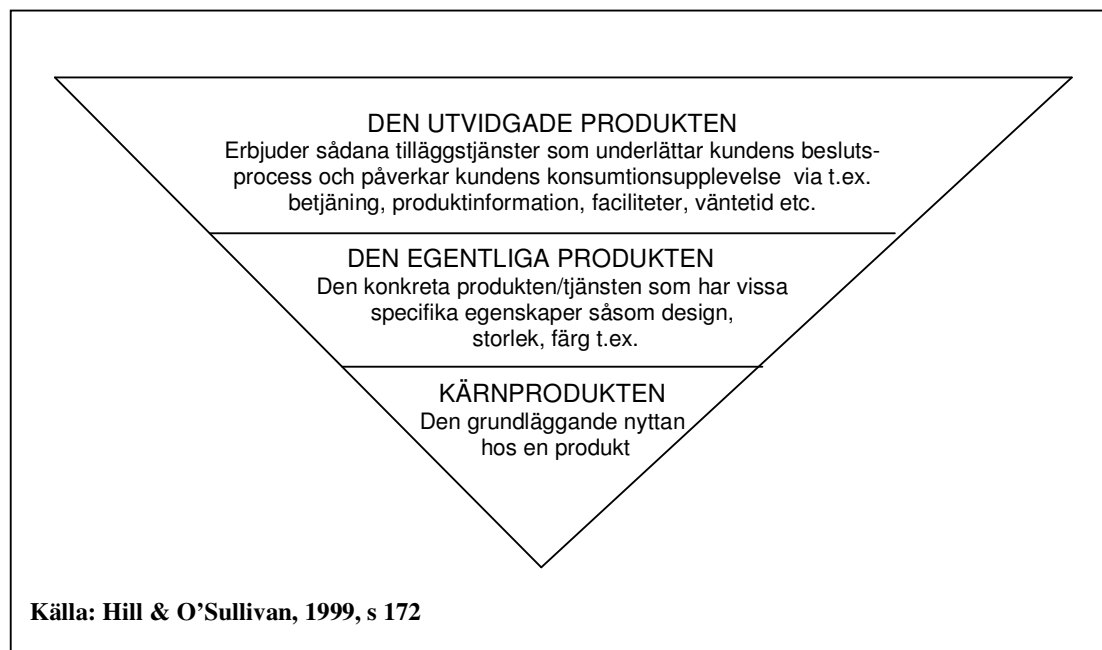 DEN UTVIDGADE PRODUKTEN
Erbjuder sådana tilläggstjänster som underlättar kundens besluts-
process och påverkar kundens konsumtionsupplevelse via t.ex.
betjäning, produktinformation, faciliteter, väntetid etc.
DEN EGENTLIGA PRODUKTEN
Den konkreta produkten/tjänsten som har vissa
specifika egenskaper såsom design,
storlek, färg t.ex.
KÄRNPRODUKTEN
Den grundläggande nyttan
hos en produkt
Källa: Hill & O’Sullivan, 1999, s 172